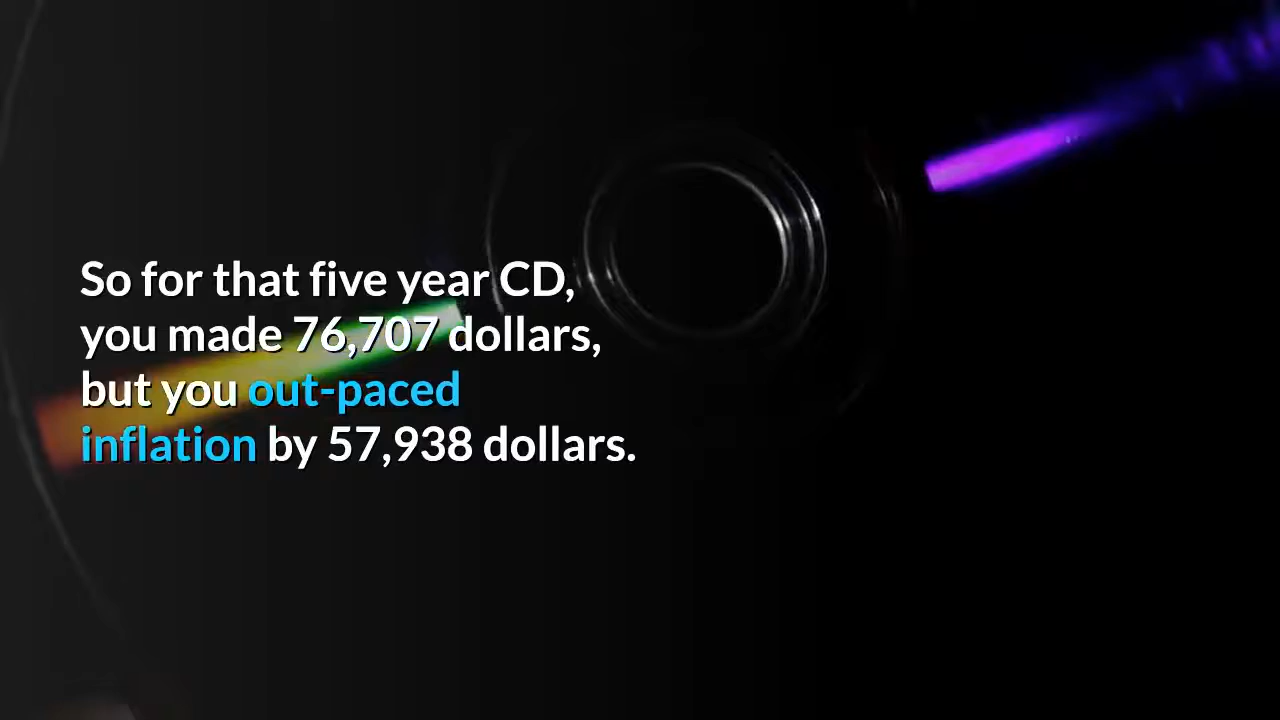 So for that five year CD,
you made 76,707 dollars,
but you out-paced
inflation by 57,938 dollars.